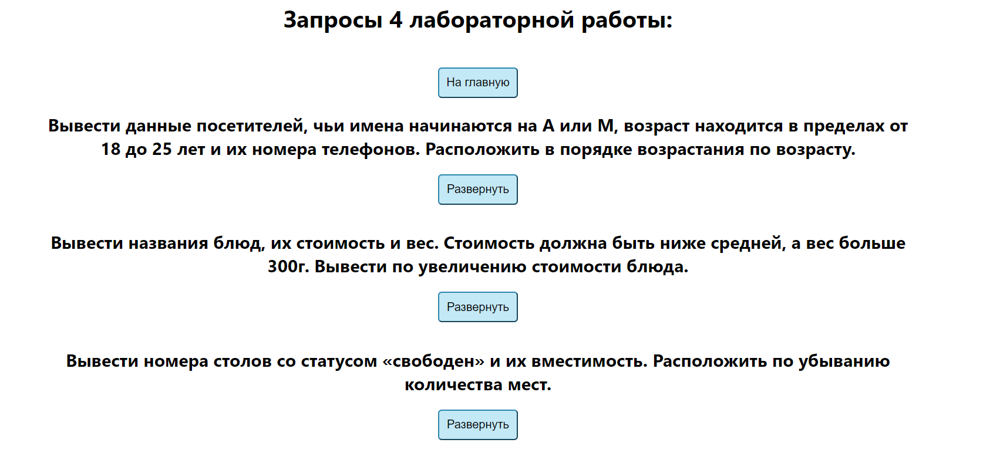 Запросы 4 лабораторной работы:
На главную
Вывести данные посетителей, чьи имена начинаются на А или М, возраст находится в пределах от
18 до 25 лет и их номера телефонов. Расположить в порядке возрастания по возрасту.
Развернуть
Вывести названия блюд, их стоимость и вес. Стоимость должна быть ниже средней, а вес больше
300г. Вывести по увеличению стоимости блюда.
Развернуть
Вывести номера столов со статусом «свободен» и их вместимость. Расположить по убыванию
количества мест.
Развернуть